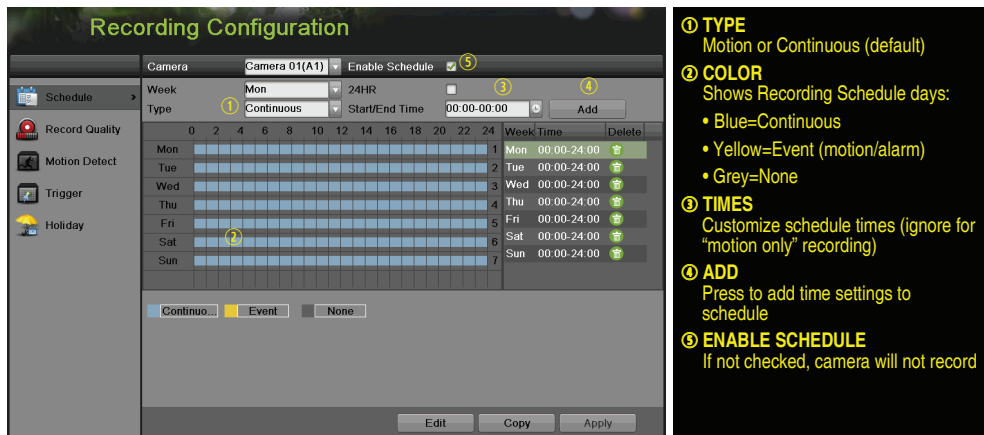 Recording Configuration
Camera Camera 01(A1) Enable Schedule ⑤
Week Mon 24HR ③ ④
Type ① Continuous Start/End Time 00:00-00:00 Add
Schedule
Record Quality
Motion Detect
Trigger
Holiday
0 2 4 6 8 10 12 14 16 18 20 22 24 Week Time Delete
Mon 1 Mon 00:00-24:00
Tue 2 Tue 00:00-24:00
Wed 3 Wed 00:00-24:00
Thu 4 Thu 00:00-24:00
Fri 5 Fri 00:00-24:00
Sat ② 6 Sat 00:00-24:00
Sun 7 Sun 00:00-24:00
Continuo... Event None
Edit Copy Apply
① TYPE
Motion or Continuous (default)
② COLOR
Shows Recording Schedule days:
• Blue=Continuous
• Yellow=Event (motion/alarm)
• Grey=None
③ TIMES
Customize schedule times (ignore for
“motion only” recording)
④ ADD
Press to add time settings to
schedule
⑤ ENABLE SCHEDULE
If not checked, camera will not record